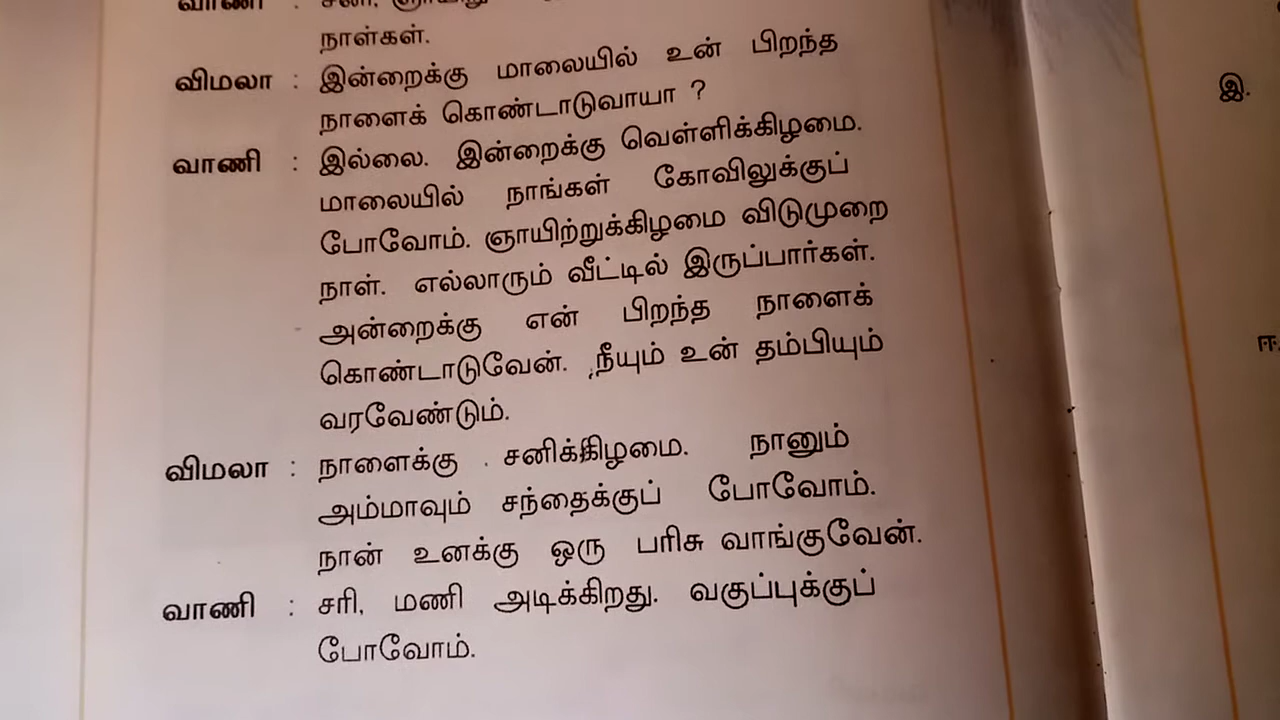 வாணி : சனி, ஞாயிறு
நாள்கள்.
விமலா : இன்றைக்கு மாலையில் உன் பிறந்த
நாளைக் கொண்டாடுவாயா ?
வாணி : இல்லை. இன்றைக்கு வெள்ளிக்கிழமை.
மாலையில் நாங்கள் கோவிலுக்குப்
போவோம். ஞாயிற்றுக்கிழமை விடுமுறை
நாள். எல்லாரும் வீட்டில் இருப்பார்கள்.
அன்றைக்கு என் பிறந்த நாளைக்
கொண்டாடுவேன். நீயும் உன் தம்பியும்
வரவேண்டும்.
விமலா : நாளைக்கு சனிக்கிழமை. நானும்
அம்மாவும் சந்தைக்குப் போவோம்.
நான் உனக்கு ஒரு பரிசு வாங்குவேன்.
வாணி : சரி, மணி அடிக்கிறது. வகுப்புக்குப்
போவோம்.
இ.
ஈ.